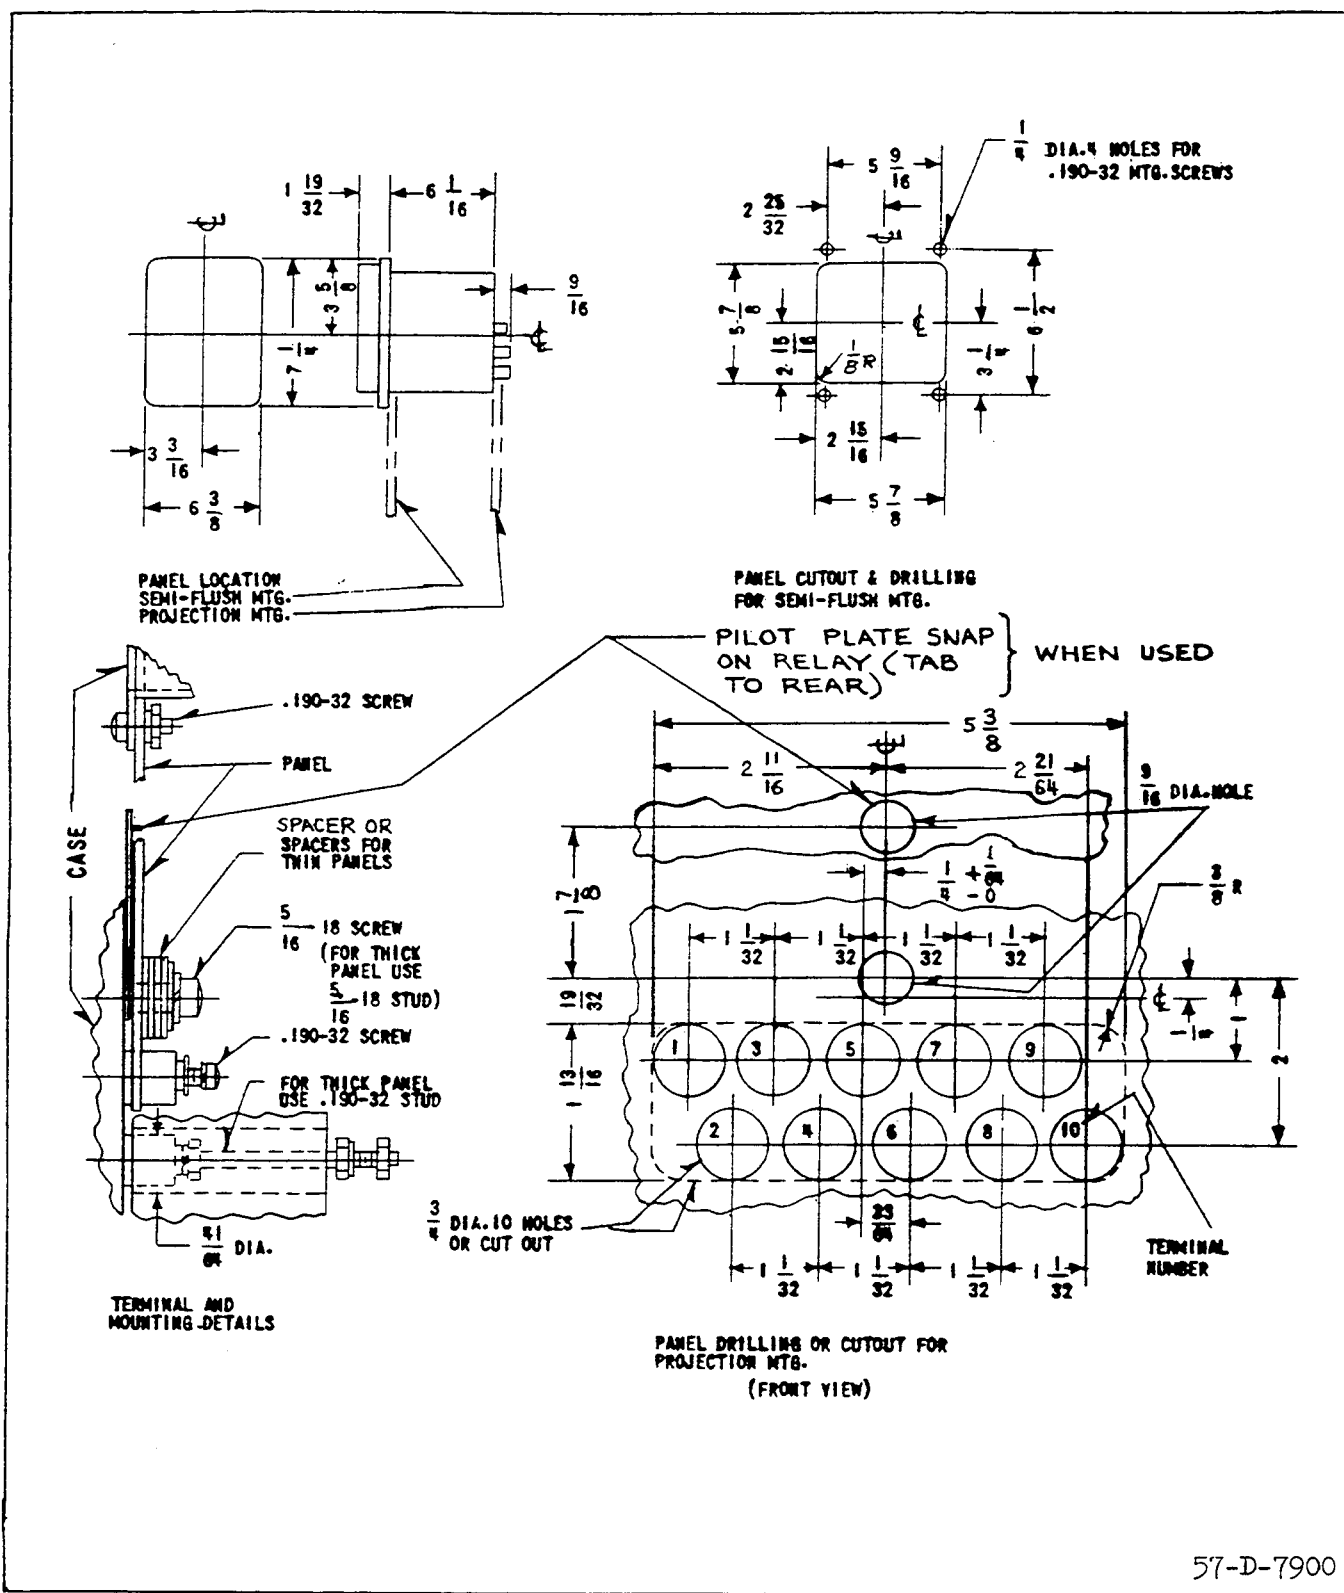 1 19/32
6 1/16
9/16
3 5/8
7 1/4
3 3/16
6 3/8
PANEL LOCATION
SEMI-FLUSH MTG.
PROJECTION MTG.
1/4 DIA. 4 HOLES FOR
.190-32 MTG. SCREWS
5 9/16
2 25/32
5 7/8
2 15/16
1/8 R
6 1/2
3 1/4
2 15/16
5 7/8
PANEL CUTOUT & DRILLING
FOR SEMI-FLUSH MTG.
PILOT PLATE SNAP
ON RELAY (TAB
TO REAR)
WHEN USED
.190-32 SCREW
PANEL
CASE
SPACER OR
SPACERS FOR
THIN PANELS
5/16 - 18 SCREW
(FOR THICK
PANEL USE
5/16-18 STUD)
.190-32 SCREW
FOR THICK PANEL
USE .190-32 STUD
41/64 DIA.
TERMINAL AND
MOUNTING DETAILS
5 3/8
2 11/16
2 21/64
9/16 DIA. HOLE
1 7/8
1/4 + 1/64 - 0
3/8 R
1 1/32
1 1/32
1 1/32
1 1/32
19/32
1/4
1
2
1 13/16
1
3
5
7
9
2
4
6
8
10
3/4 DIA. 10 HOLES
OR CUT OUT
1 1/32
1 1/32
1 1/32
1 1/32
TERMINAL
NUMBER
PANEL DRILLING OR CUTOUT FOR
PROJECTION MTG.
(FRONT VIEW)
57-D-7900